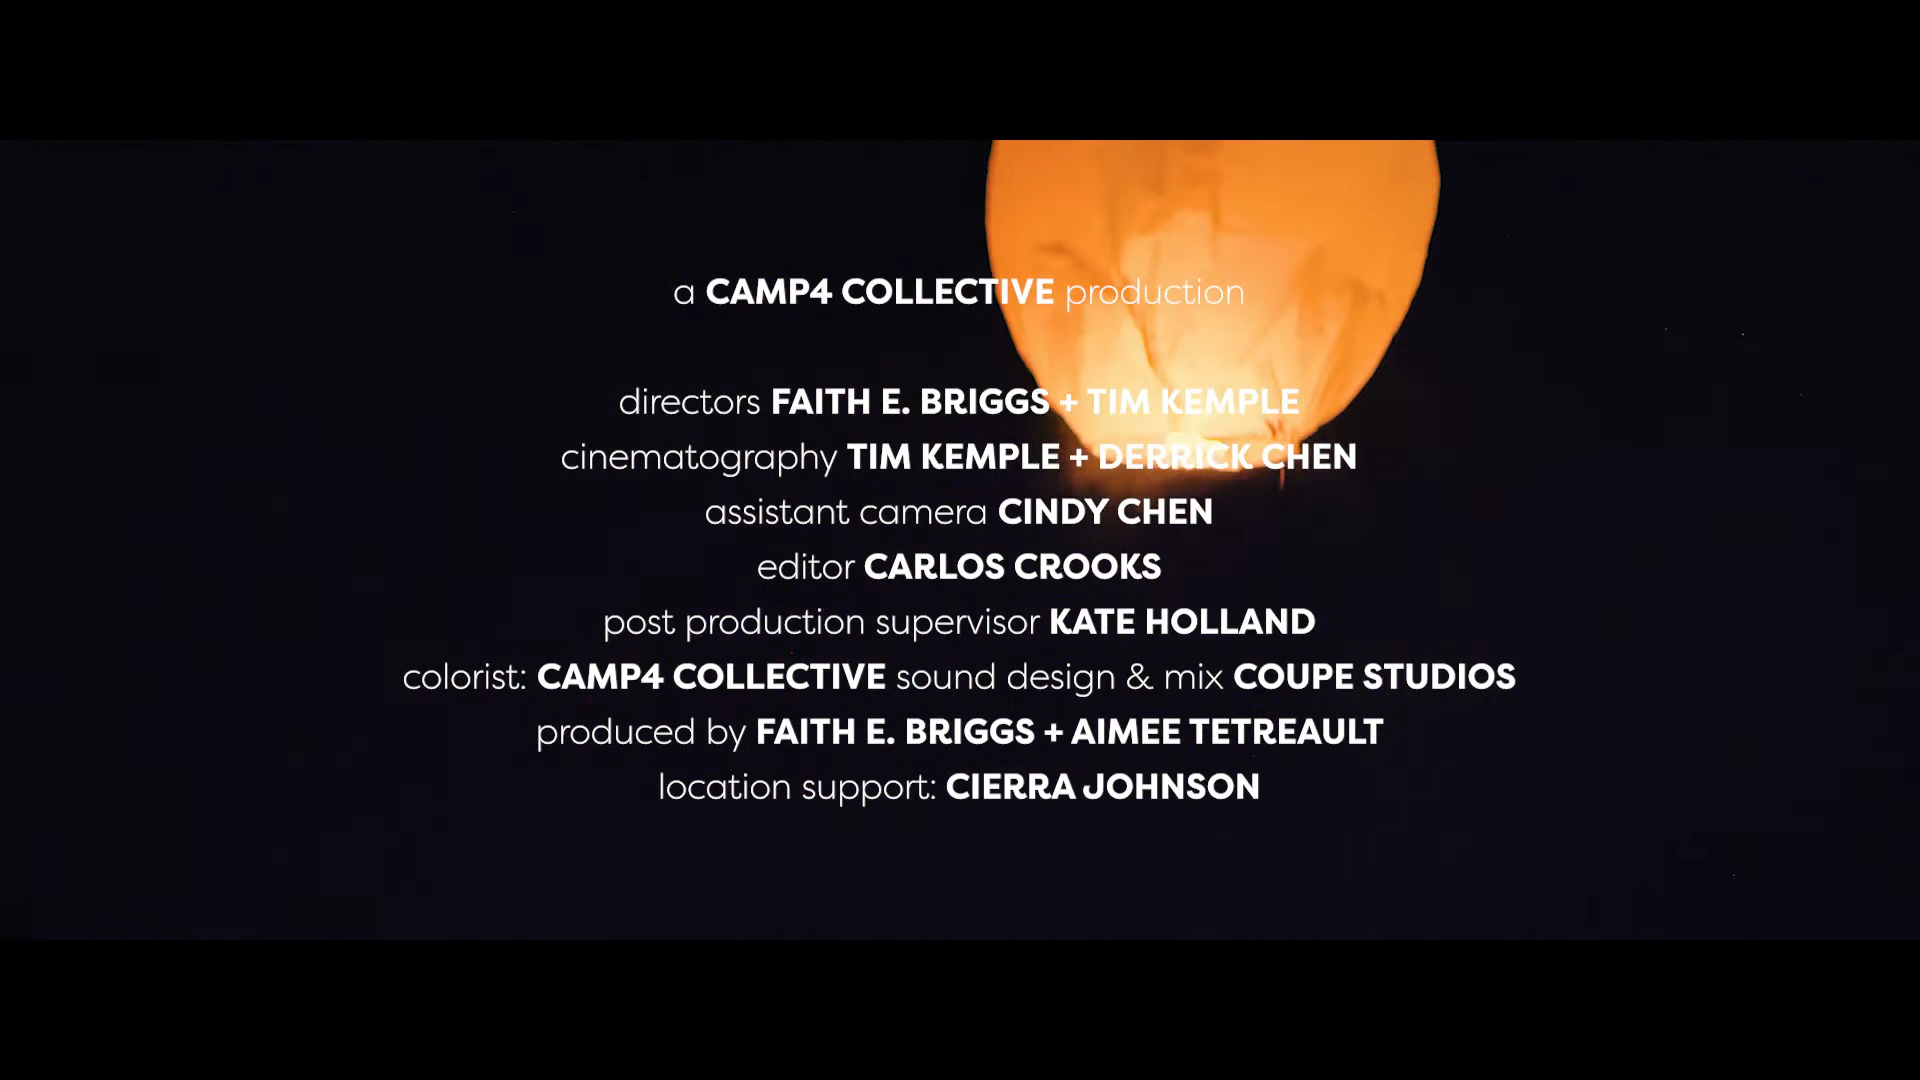 a CAMP4 COLLECTIVE production
directors FAITH E. BRIGGS + TIM KEMPLE
cinematography TIM KEMPLE + DERRICK CHEN
assistant camera CINDY CHEN
editor CARLOS CROOKS
post production supervisor KATE HOLLAND
colorist: CAMP4 COLLECTIVE sound design & mix COUPE STUDIOS
produced by FAITH E. BRIGGS + AIMEE TETREAULT
location support: CIERRA JOHNSON